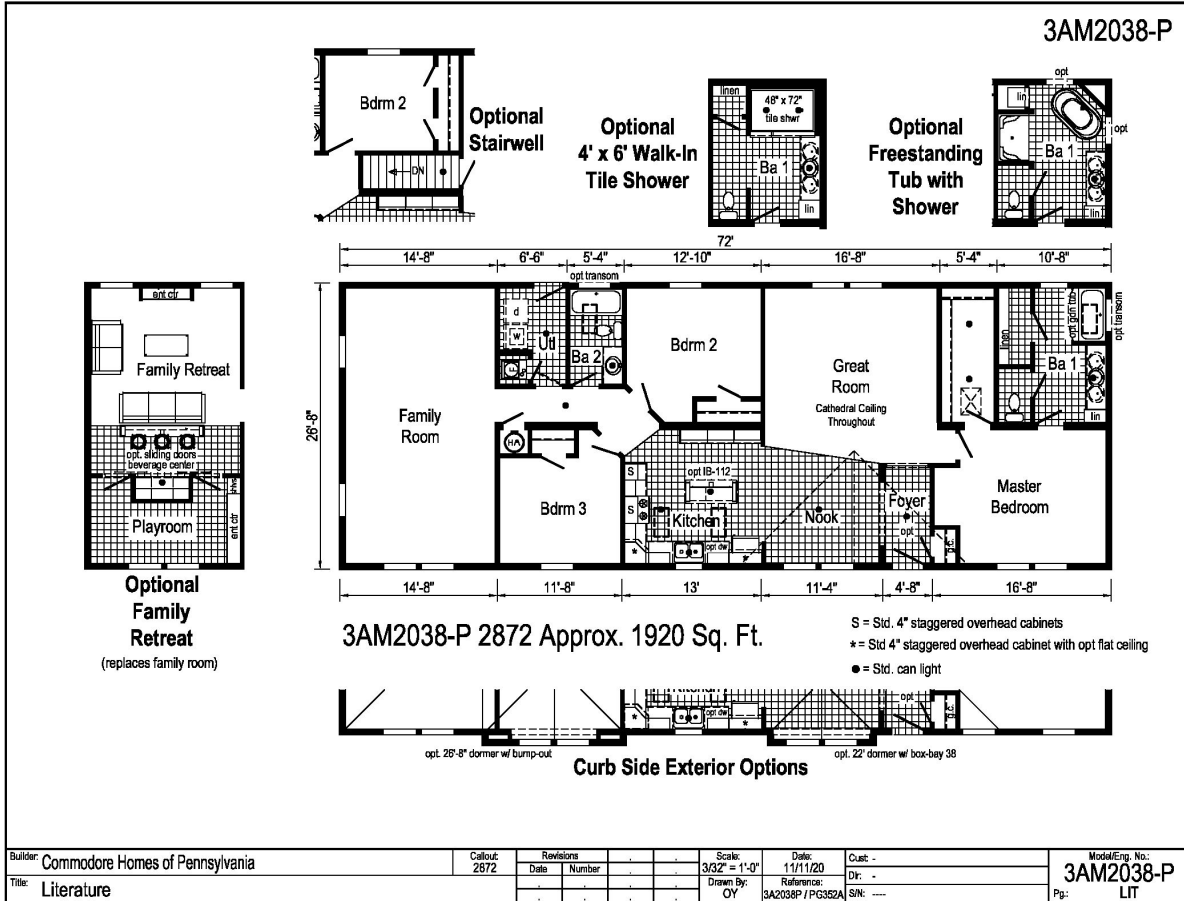 3AM2038-P
Bdrm 2
DN
Optional
Stairwell
Optional
4' x 6' Walk-In
Tile Shower
linen
48" x 72"
tile shwr
Ba 1
lin
Optional
Freestanding
Tub with
Shower
opt
lin
opt
Ba 1
lin
72'
14'-8" 6'-6" 5'-4" 12'-10" 16'-8" 5'-4" 10'-8"
opt transom
26'-8"
ent ctr
Family Retreat
opt. sliding doors
beverage center
shlvs
Playroom
ent ctr
Optional
Family
Retreat
(replaces family room)
Family
Room
d
w
Utl
Ba 2
Bdrm 2
Great
Room
Cathedral Ceiling
Throughout
linen
opt gdn tub
opt transom
Ba 1
lin
Bdrm 3
S
S
*
opt IB-112
Kitchen
opt dw
*
Nook
Foyer
opt
g.c.
Master
Bedroom
14'-8" 11'-8" 13' 11'-4" 4'-8" 16'-8"
3AM2038-P 2872 Approx. 1920 Sq. Ft.
S = Std. 4" staggered overhead cabinets
* = Std 4" staggered overhead cabinet with opt flat ceiling
● = Std. can light
Kitchen
*
opt dw
*
opt
g.c.
opt. 26'-8" dormer w/ bump-out
opt. 22' dormer w/ box-bay 38
Curb Side Exterior Options
Builder: Commodore Homes of Pennsylvania
Title: Literature
Callout:
2872
Revisions
Date Number
Scale:
3/32" = 1'-0"
Drawn By:
OY
Date:
11/11/20
Reference:
3A2038P / PG352A
Cust: -
Dir: -
S/N: ----
Model/Eng. No.:
3AM2038-P
Pg.: LIT